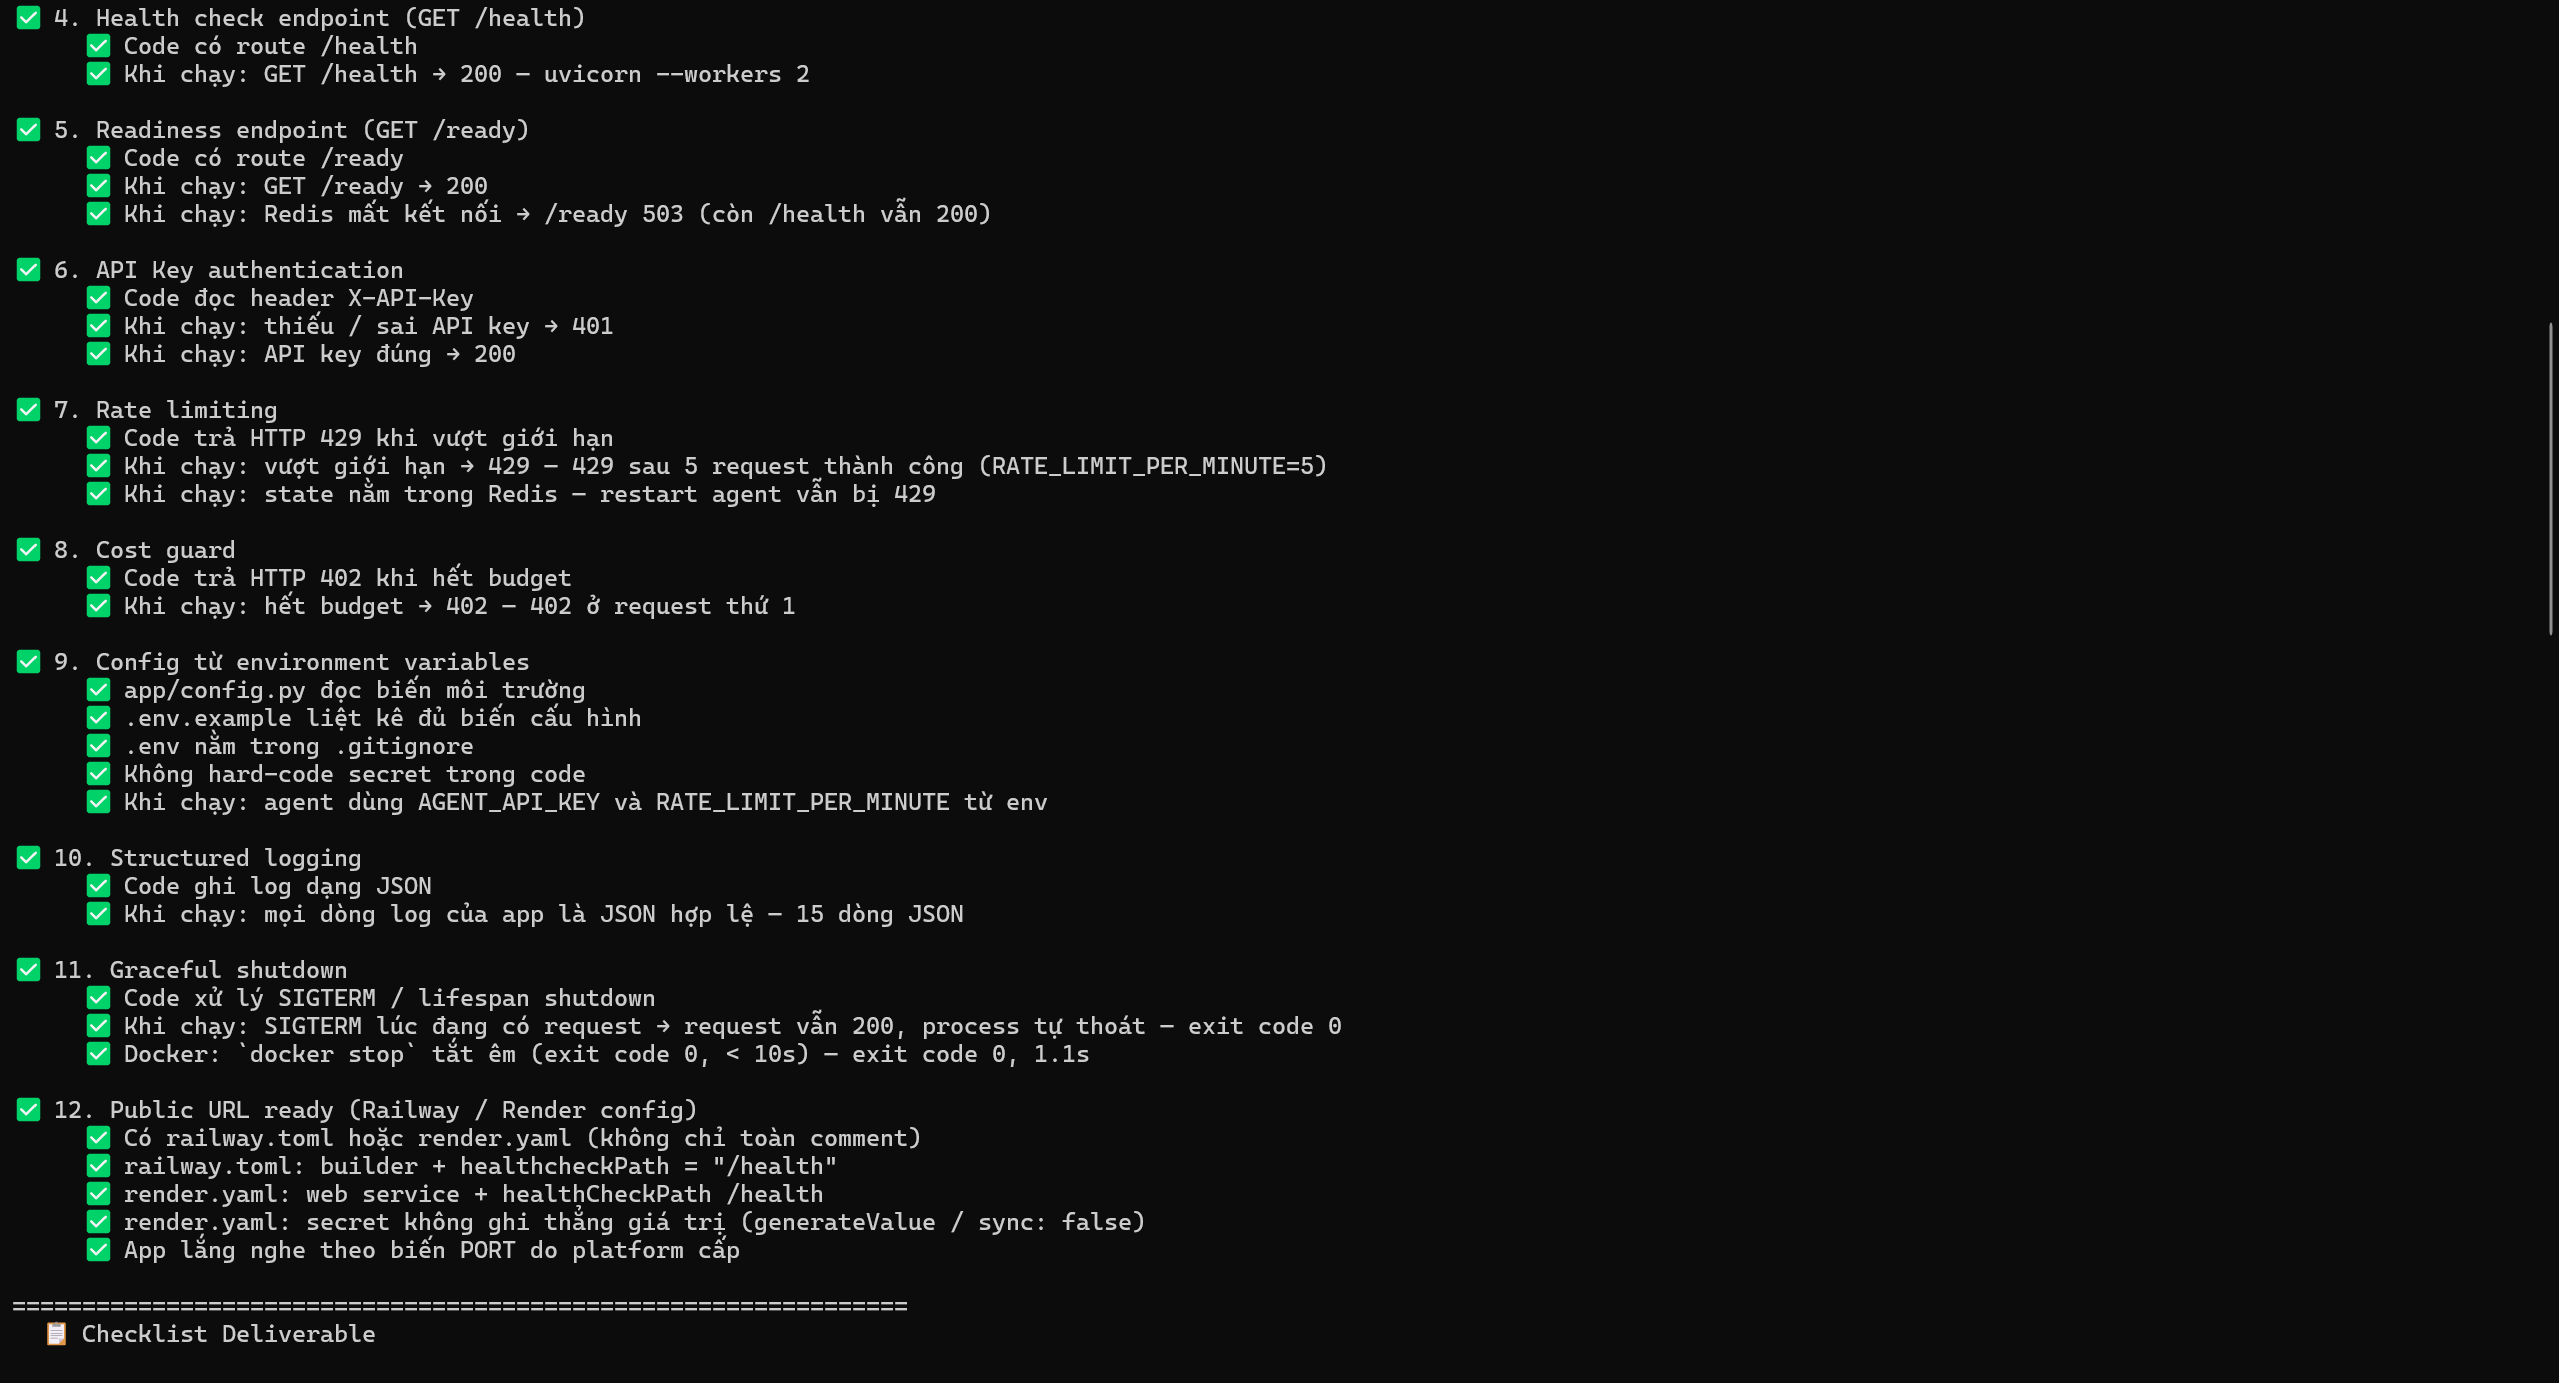 ✅ 4. Health check endpoint (GET /health)
✅ Code có route /health
✅ Khi chạy: GET /health → 200 — uvicorn --workers 2
✅ 5. Readiness endpoint (GET /ready)
✅ Code có route /ready
✅ Khi chạy: GET /ready → 200
✅ Khi chạy: Redis mất kết nối → /ready 503 (còn /health vẫn 200)
✅ 6. API Key authentication
✅ Code đọc header X-API-Key
✅ Khi chạy: thiếu / sai API key → 401
✅ Khi chạy: API key đúng → 200
✅ 7. Rate limiting
✅ Code trả HTTP 429 khi vượt giới hạn
✅ Khi chạy: vượt giới hạn → 429 — 429 sau 5 request thành công (RATE_LIMIT_PER_MINUTE=5)
✅ Khi chạy: state nằm trong Redis — restart agent vẫn bị 429
✅ 8. Cost guard
✅ Code trả HTTP 402 khi hết budget
✅ Khi chạy: hết budget → 402 — 402 ở request thứ 1
✅ 9. Config từ environment variables
✅ app/config.py đọc biến môi trường
✅ .env.example liệt kê đủ biến cấu hình
✅ .env nằm trong .gitignore
✅ Không hard-code secret trong code
✅ Khi chạy: agent dùng AGENT_API_KEY và RATE_LIMIT_PER_MINUTE từ env
✅ 10. Structured logging
✅ Code ghi log dạng JSON
✅ Khi chạy: mọi dòng log của app là JSON hợp lệ — 15 dòng JSON
✅ 11. Graceful shutdown
✅ Code xử lý SIGTERM / lifespan shutdown
✅ Khi chạy: SIGTERM lúc đang có request → request vẫn 200, process tự thoát — exit code 0
✅ Docker: `docker stop` tắt êm (exit code 0, < 10s) — exit code 0, 1.1s
✅ 12. Public URL ready (Railway / Render config)
✅ Có railway.toml hoặc render.yaml (không chỉ toàn comment)
✅ railway.toml: builder + healthcheckPath = "/health"
✅ render.yaml: web service + healthCheckPath /health
✅ render.yaml: secret không ghi thẳng giá trị (generateValue / sync: false)
✅ App lắng nghe theo biến PORT do platform cấp
================================================================
📋 Checklist Deliverable